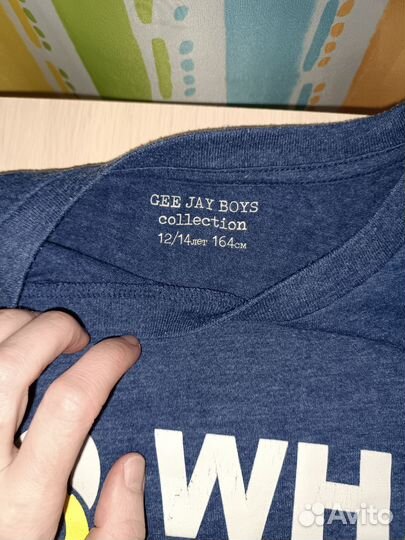 GEE JAY BOYS
collection
12/14лет 164см
WH
Avito